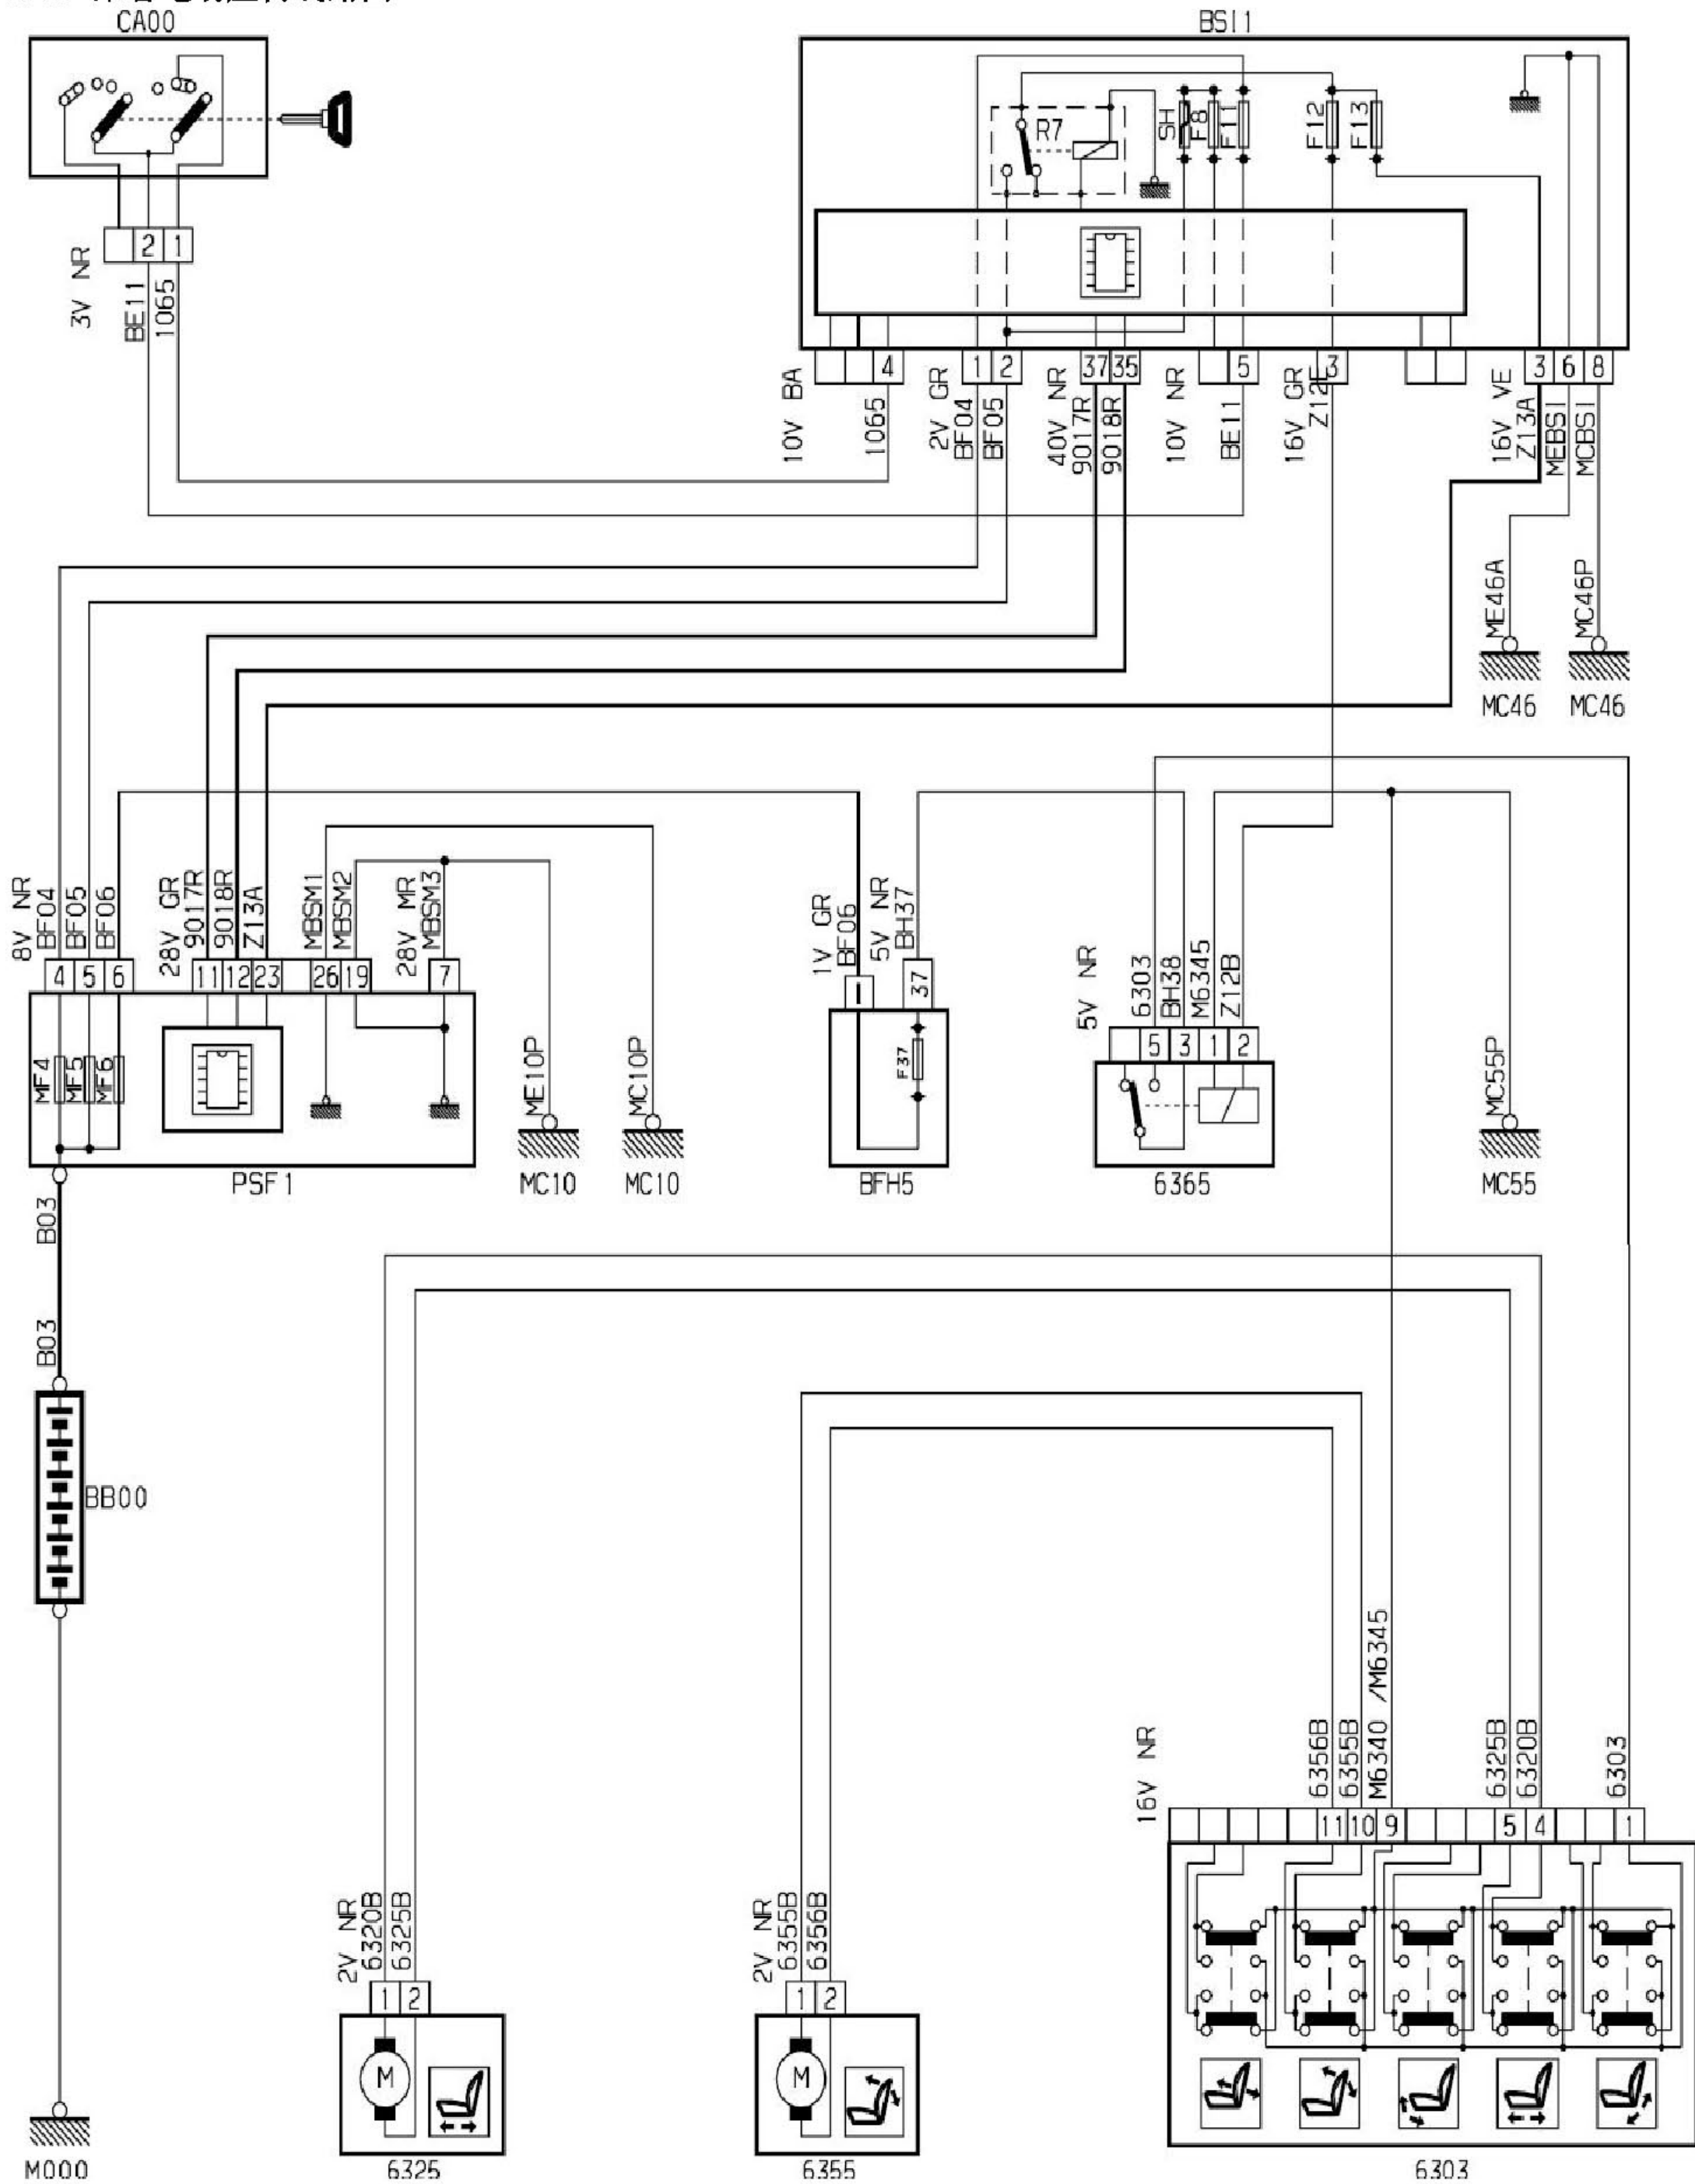 CA00
BSI1
R7
SH
F8
F11
F12
F13
2 1
3V NR
BE11
1065
4 1 2 37 35 5 3 3 6 8
10V BA
1065
2V GR
BF04
BF05
40V NR
9017R
9018R
10V NR
BE11
16V GR
16V VE
Z13A
MEBSI
MCBSI
ME46A
MC46P
MC46 MC46
8V NR
BF04
BF05
BF06
28V GR
9017R
9018R
Z13A
MBSM1
MBSM2
28V MR
MBSM3
4 5 6 11 12 23 26 19 7
MF4
MF5
MF6
PSF1
ME10P
MC10P
MC10 MC10
1V GR
BF06
5V NR
BH37
1 37
F37
BFH5
5V NR
6303
BH38
M6345
Z12B
5 3 1 2
6365
MC55P
MC55
B03
B03
BB00
M000
2V NR
6320B
6325B
1 2
M
6325
2V NR
6355B
6356B
1 2
M
6355
16V NR
6356B
6355B
M6340 /M6345
6325B
6320B
6303
11 10 9 5 4 1
6303